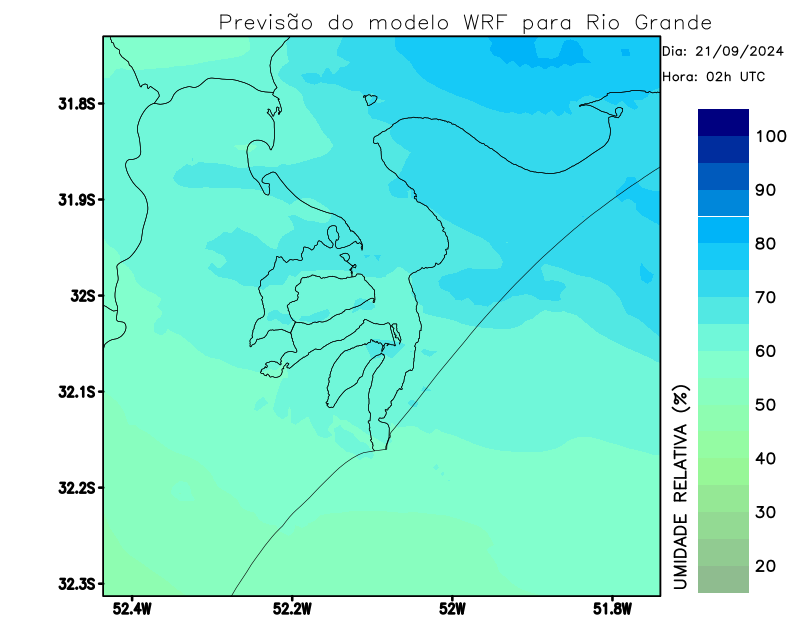 Previsão do modelo WRF para Rio Grande
Dia: 21/09/2024
Hora: 02h UTC
31.8S
31.9S
32S
32.1S
32.2S
32.3S
52.4W
52.2W
52W
51.8W
100
90
80
70
60
50
40
30
20
UMIDADE RELATIVA (%)